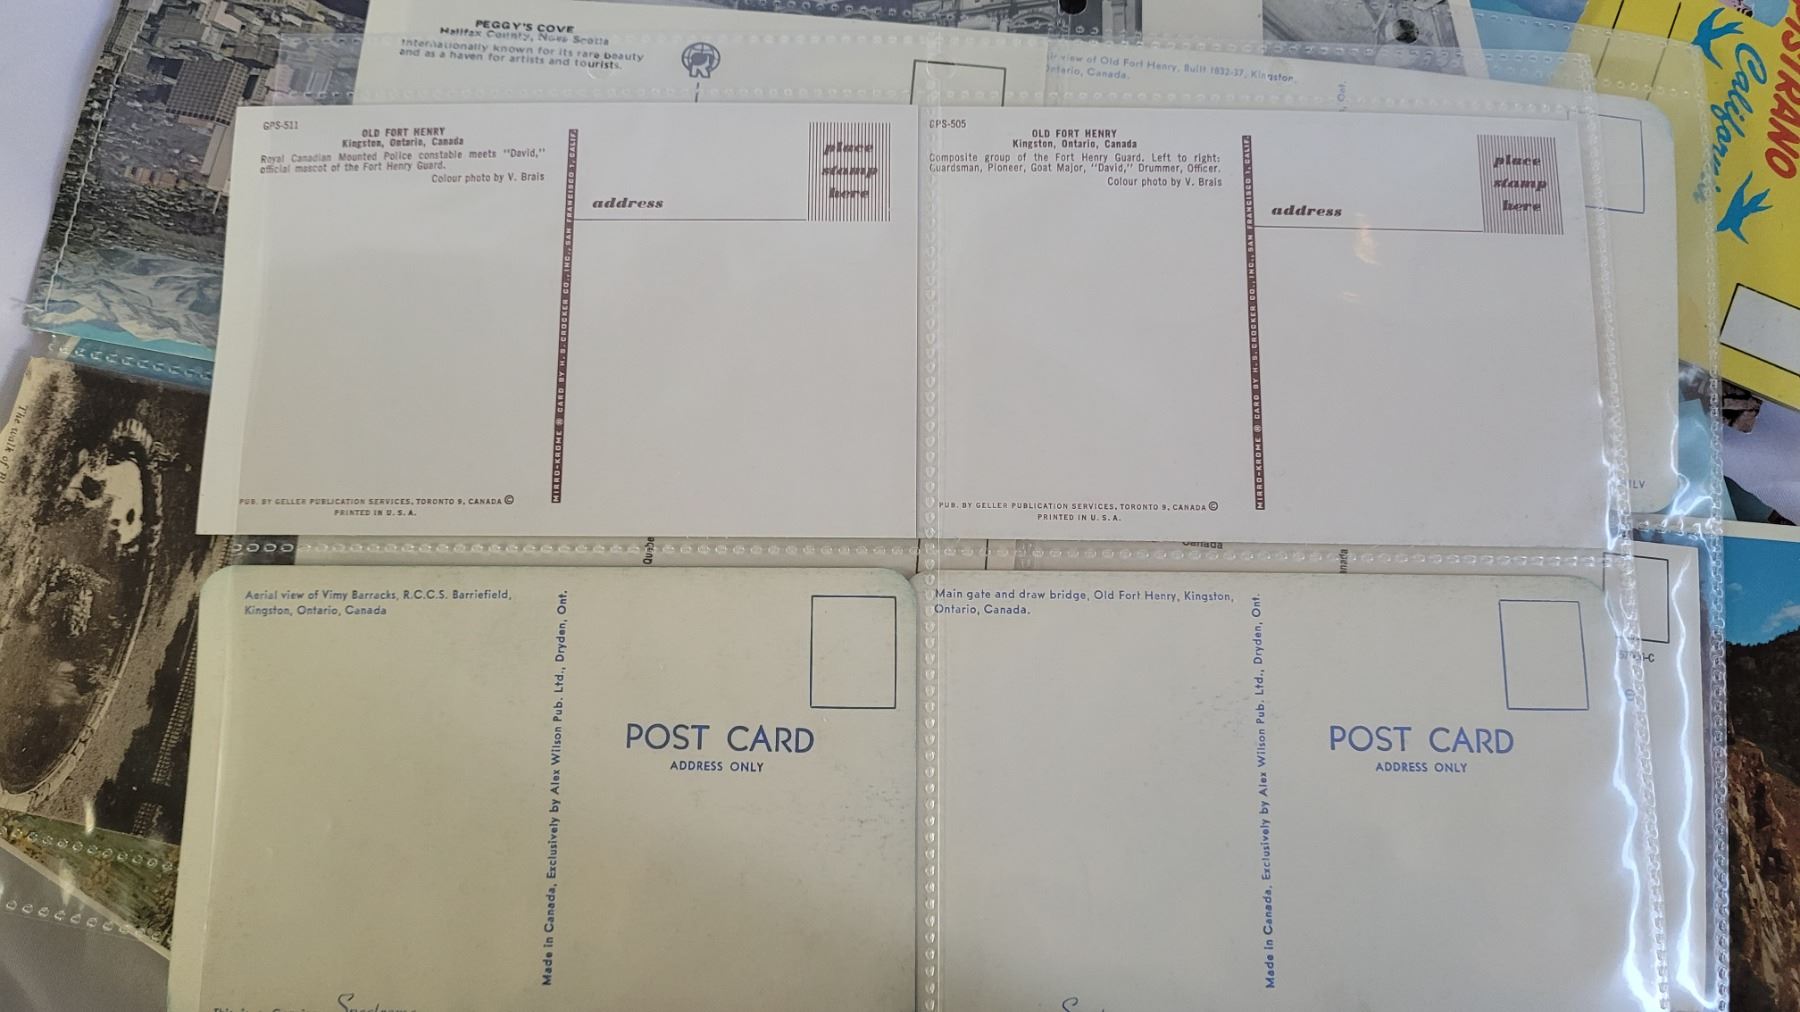 PEGGY'S COVE
Halifax County, Nova Scotia
Internationally known for its rare beauty
and as a haven for artists and tourists.
view of Old Fort Henry, Built 1832-37, Kingston,
Ontario, Canada.
, Ont.
California
GPS-511
OLD FORT HENRY
Kingston, Ontario, Canada
Royal Canadian Mounted Police constable meets "David,"
official mascot of the Fort Henry Guard.
Colour photo by V. Brais
MIRRO-KROME ® CARD BY H.S. CROCKER CO., INC., SAN FRANCISCO 1, CALIF.
place
stamp
here
address
PUB. BY GELLER PUBLICATION SERVICES, TORONTO 9, CANADA ©
PRINTED IN U. S. A.
GPS-505
OLD FORT HENRY
Kingston, Ontario, Canada
Composite group of the Fort Henry Guard. Left to right:
Guardsman, Pioneer, Goat Major, "David," Drummer, Officer.
Colour photo by V. Brais
MIRRO-KROME ® CARD BY H.S. CROCKER CO., INC., SAN FRANCISCO 1, CALIF.
place
stamp
here
address
PUB. BY GELLER PUBLICATION SERVICES, TORONTO 9, CANADA ©
PRINTED IN U. S. A.
The walk of
Canada
Aerial view of Vimy Barracks, R.C.C.S. Barriefield,
Kingston, Ontario, Canada
Made in Canada, Exclusively by Alex Wilson Pub. Ltd., Dryden, Ont.
POST CARD
ADDRESS ONLY
Main gate and draw bridge, Old Fort Henry, Kingston,
Ontario, Canada.
Made in Canada, Exclusively by Alex Wilson Pub. Ltd., Dryden, Ont.
POST CARD
ADDRESS ONLY